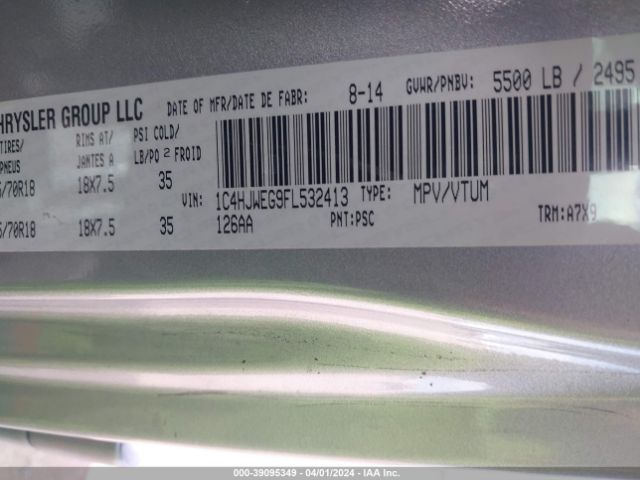 HRYSLER GROUP LLC DATE OF MFR/DATE DE FABR: 8-14 GVWR/PNBV: 5500 LB / 2495
TIRES/ RIMS AT/ PSI COLD/
PNEUS JANTES A LB/PO 2 FROID
/70R18 18X7.5 35
VIN: 1C4HJWEG9FL532413 TYPE: MPV/VTUM
/70R18 18X7.5 35 126AA PNT:PSC TRM:A7X9
000-39095349 - 04/01/2024 - IAA Inc.